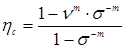 η_c = (1 − ν^m · σ^−m) / (1 − σ^−m)